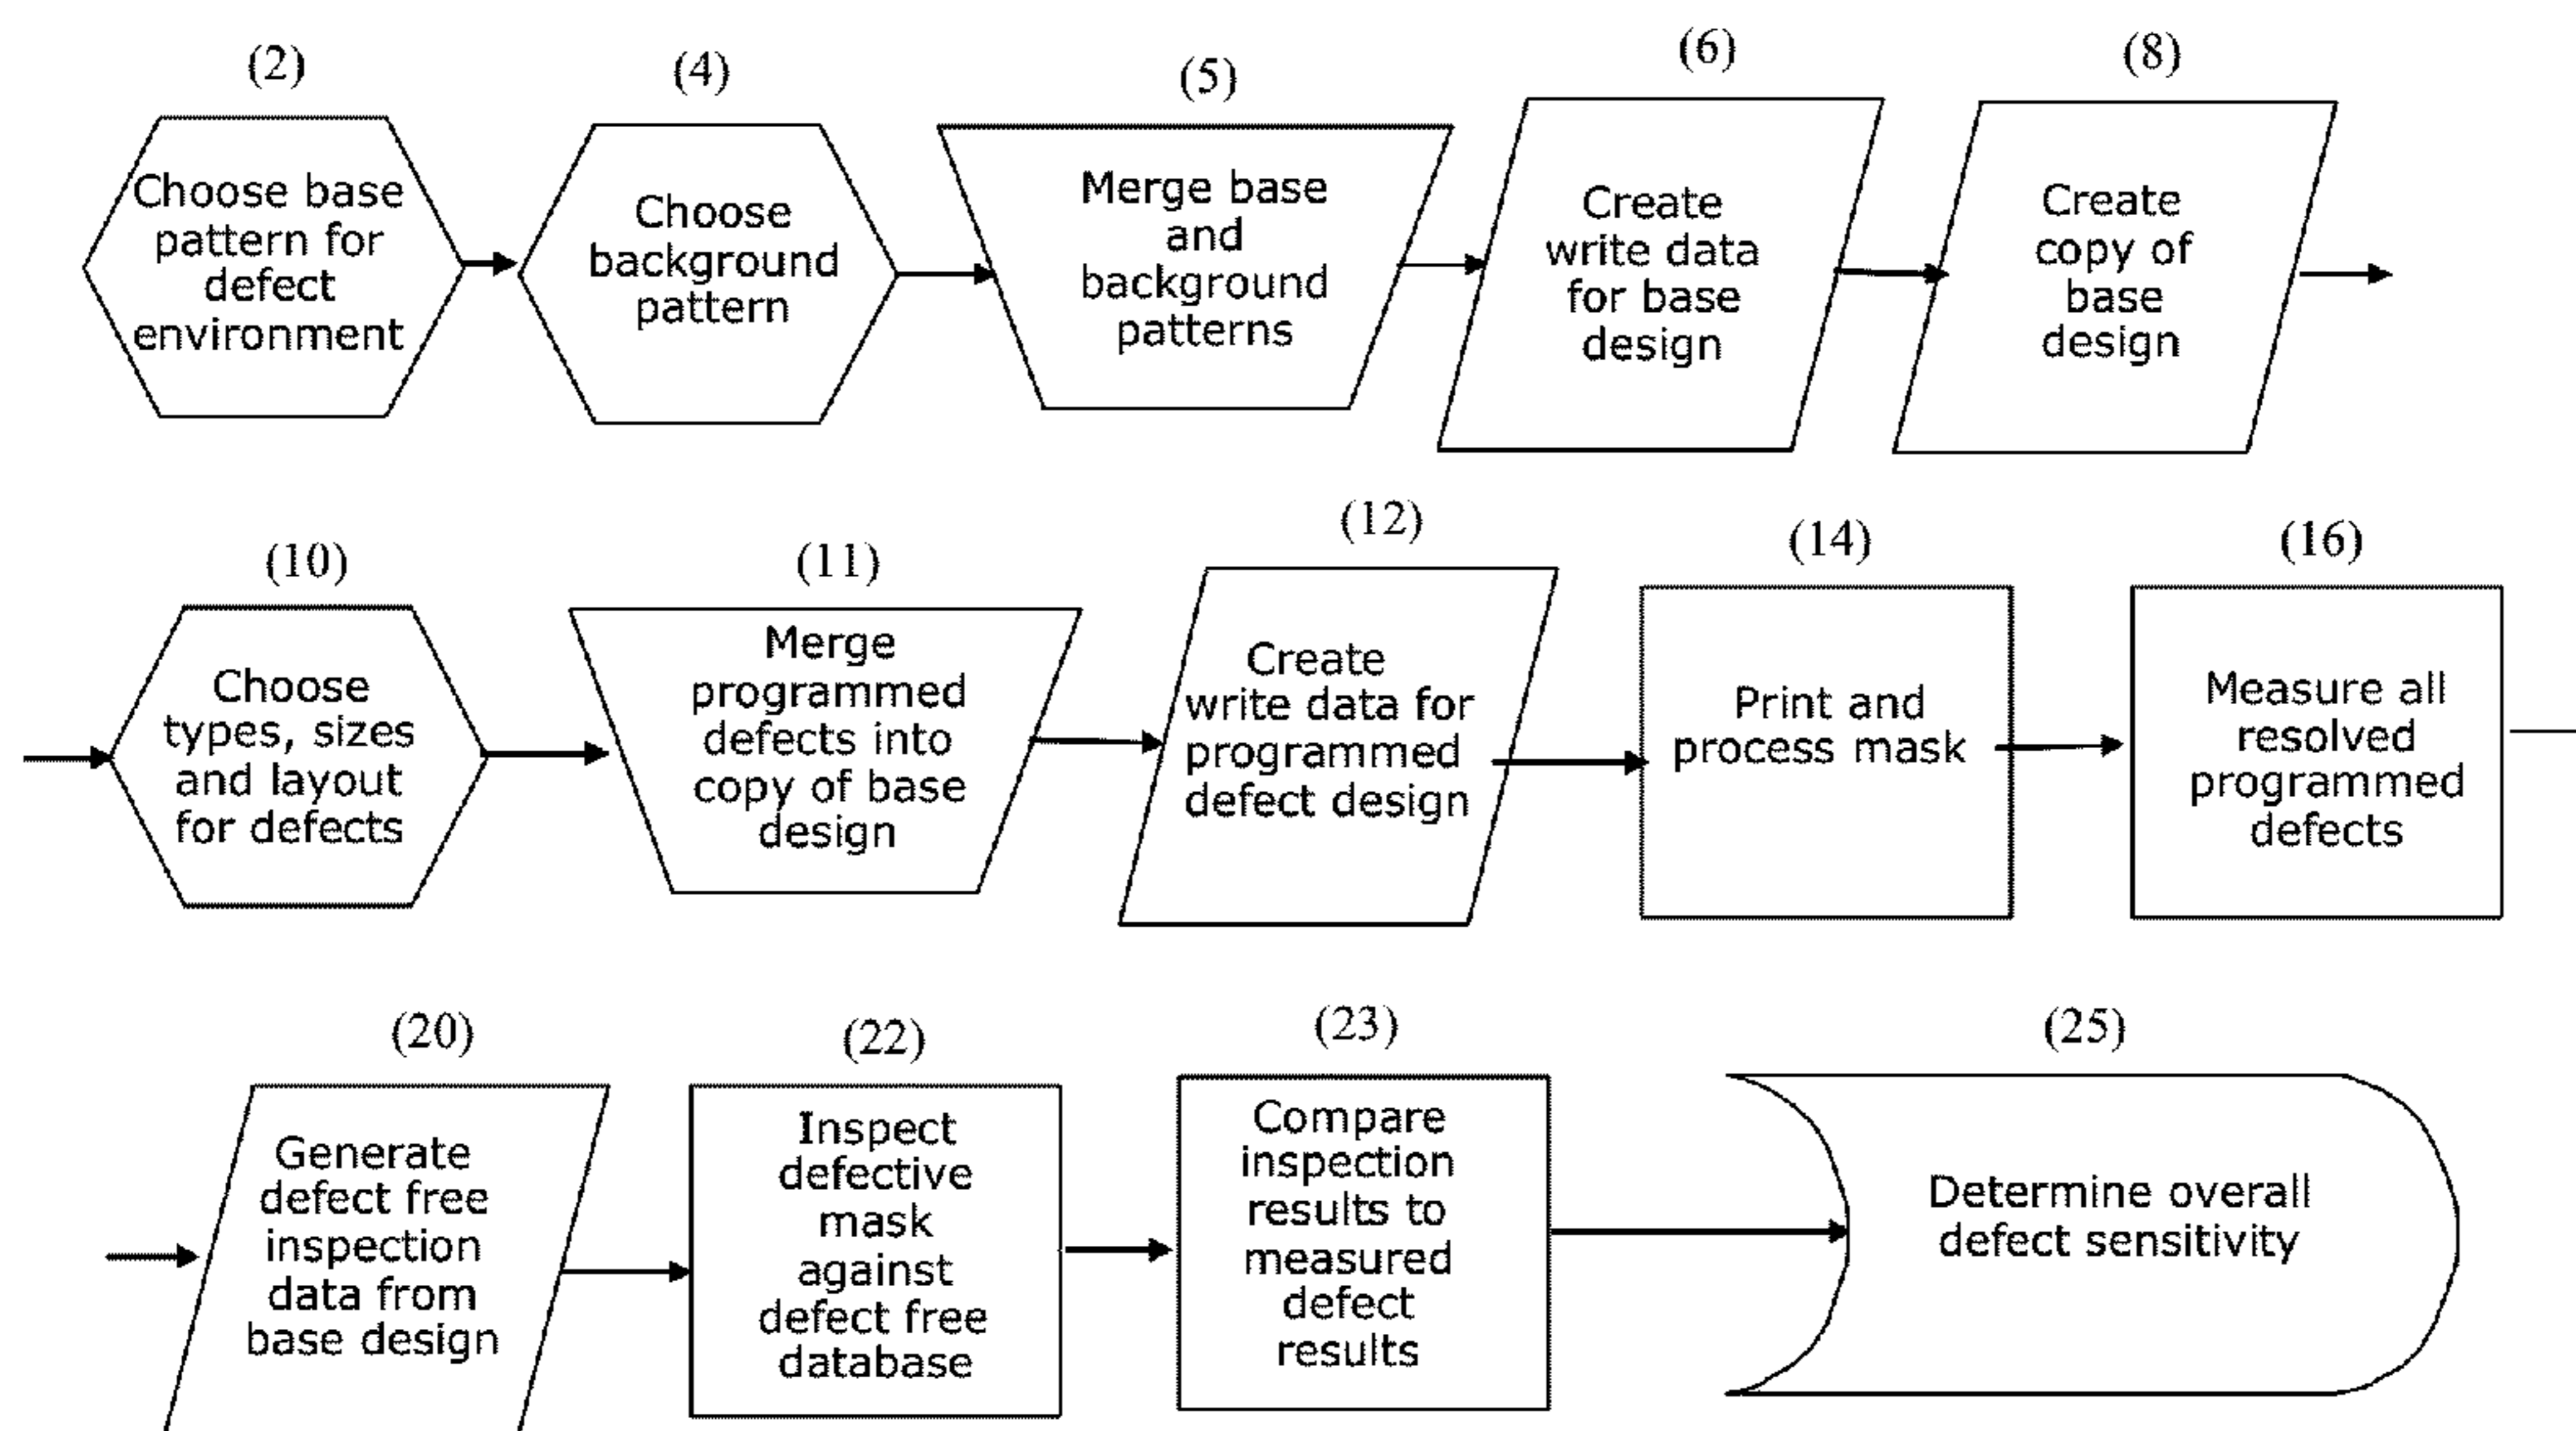 (2)
Choose base
pattern for
defect
environment
(4)
Choose
background
pattern
(5)
Merge base
and
background
patterns
(6)
Create
write data
for base
design
(8)
Create
copy of
base
design
(10)
Choose
types, sizes
and layout
for defects
(11)
Merge
programmed
defects into
copy of base
design
(12)
Create
write data for
programmed
defect design
(14)
Print and
process mask
(16)
Measure all
resolved
programmed
defects
(20)
Generate
defect free
inspection
data from
base design
(22)
Inspect
defective
mask
against
defect free
database
(23)
Compare
inspection
results to
measured
defect
results
(25)
Determine overall
defect sensitivity